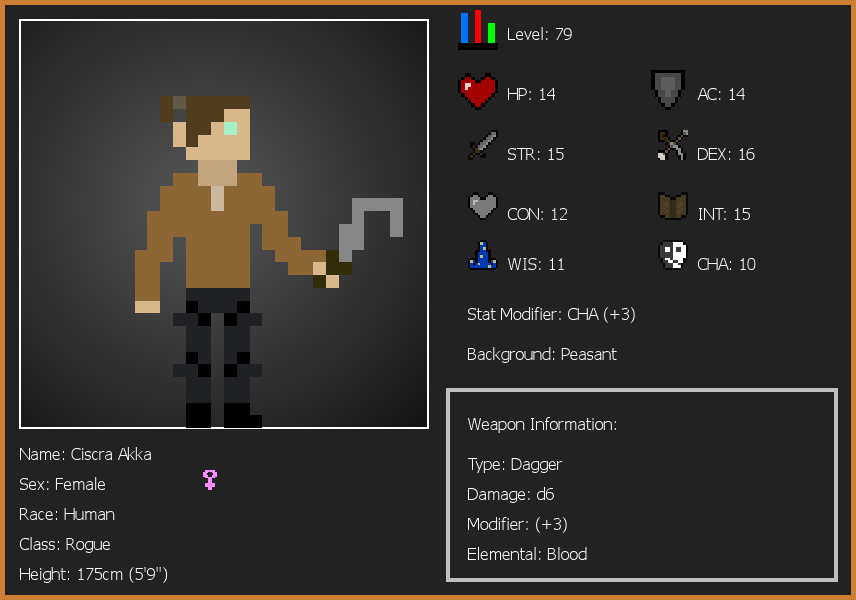 Level: 79
HP: 14
AC: 14
STR: 15
DEX: 16
CON: 12
INT: 15
WIS: 11
CHA: 10
Stat Modifier: CHA (+3)
Background: Peasant
Weapon Information:
Type: Dagger
Damage: d6
Modifier: (+3)
Elemental: Blood
Name: Ciscra Akka
Sex: Female
Race: Human
Class: Rogue
Height: 175cm (5'9")